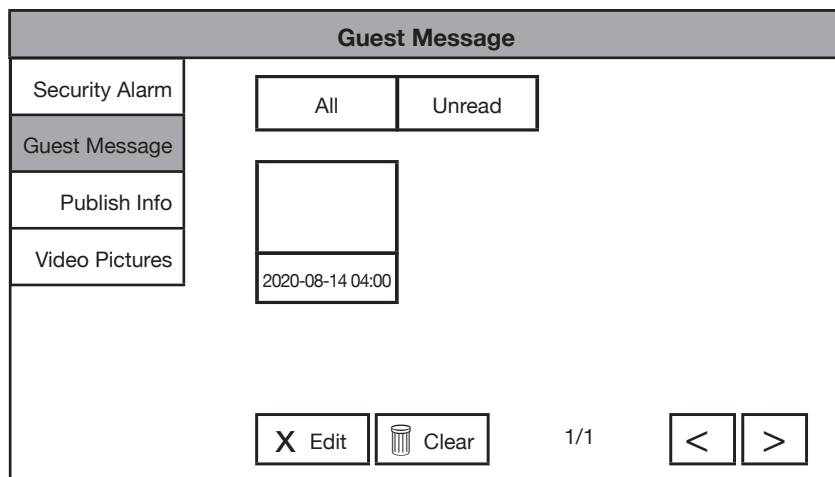 Guest Message
Security Alarm
Guest Message
Publish Info
Video Pictures
All
Unread
2020-08-14 04:00
X Edit
Clear
1/1
<
>